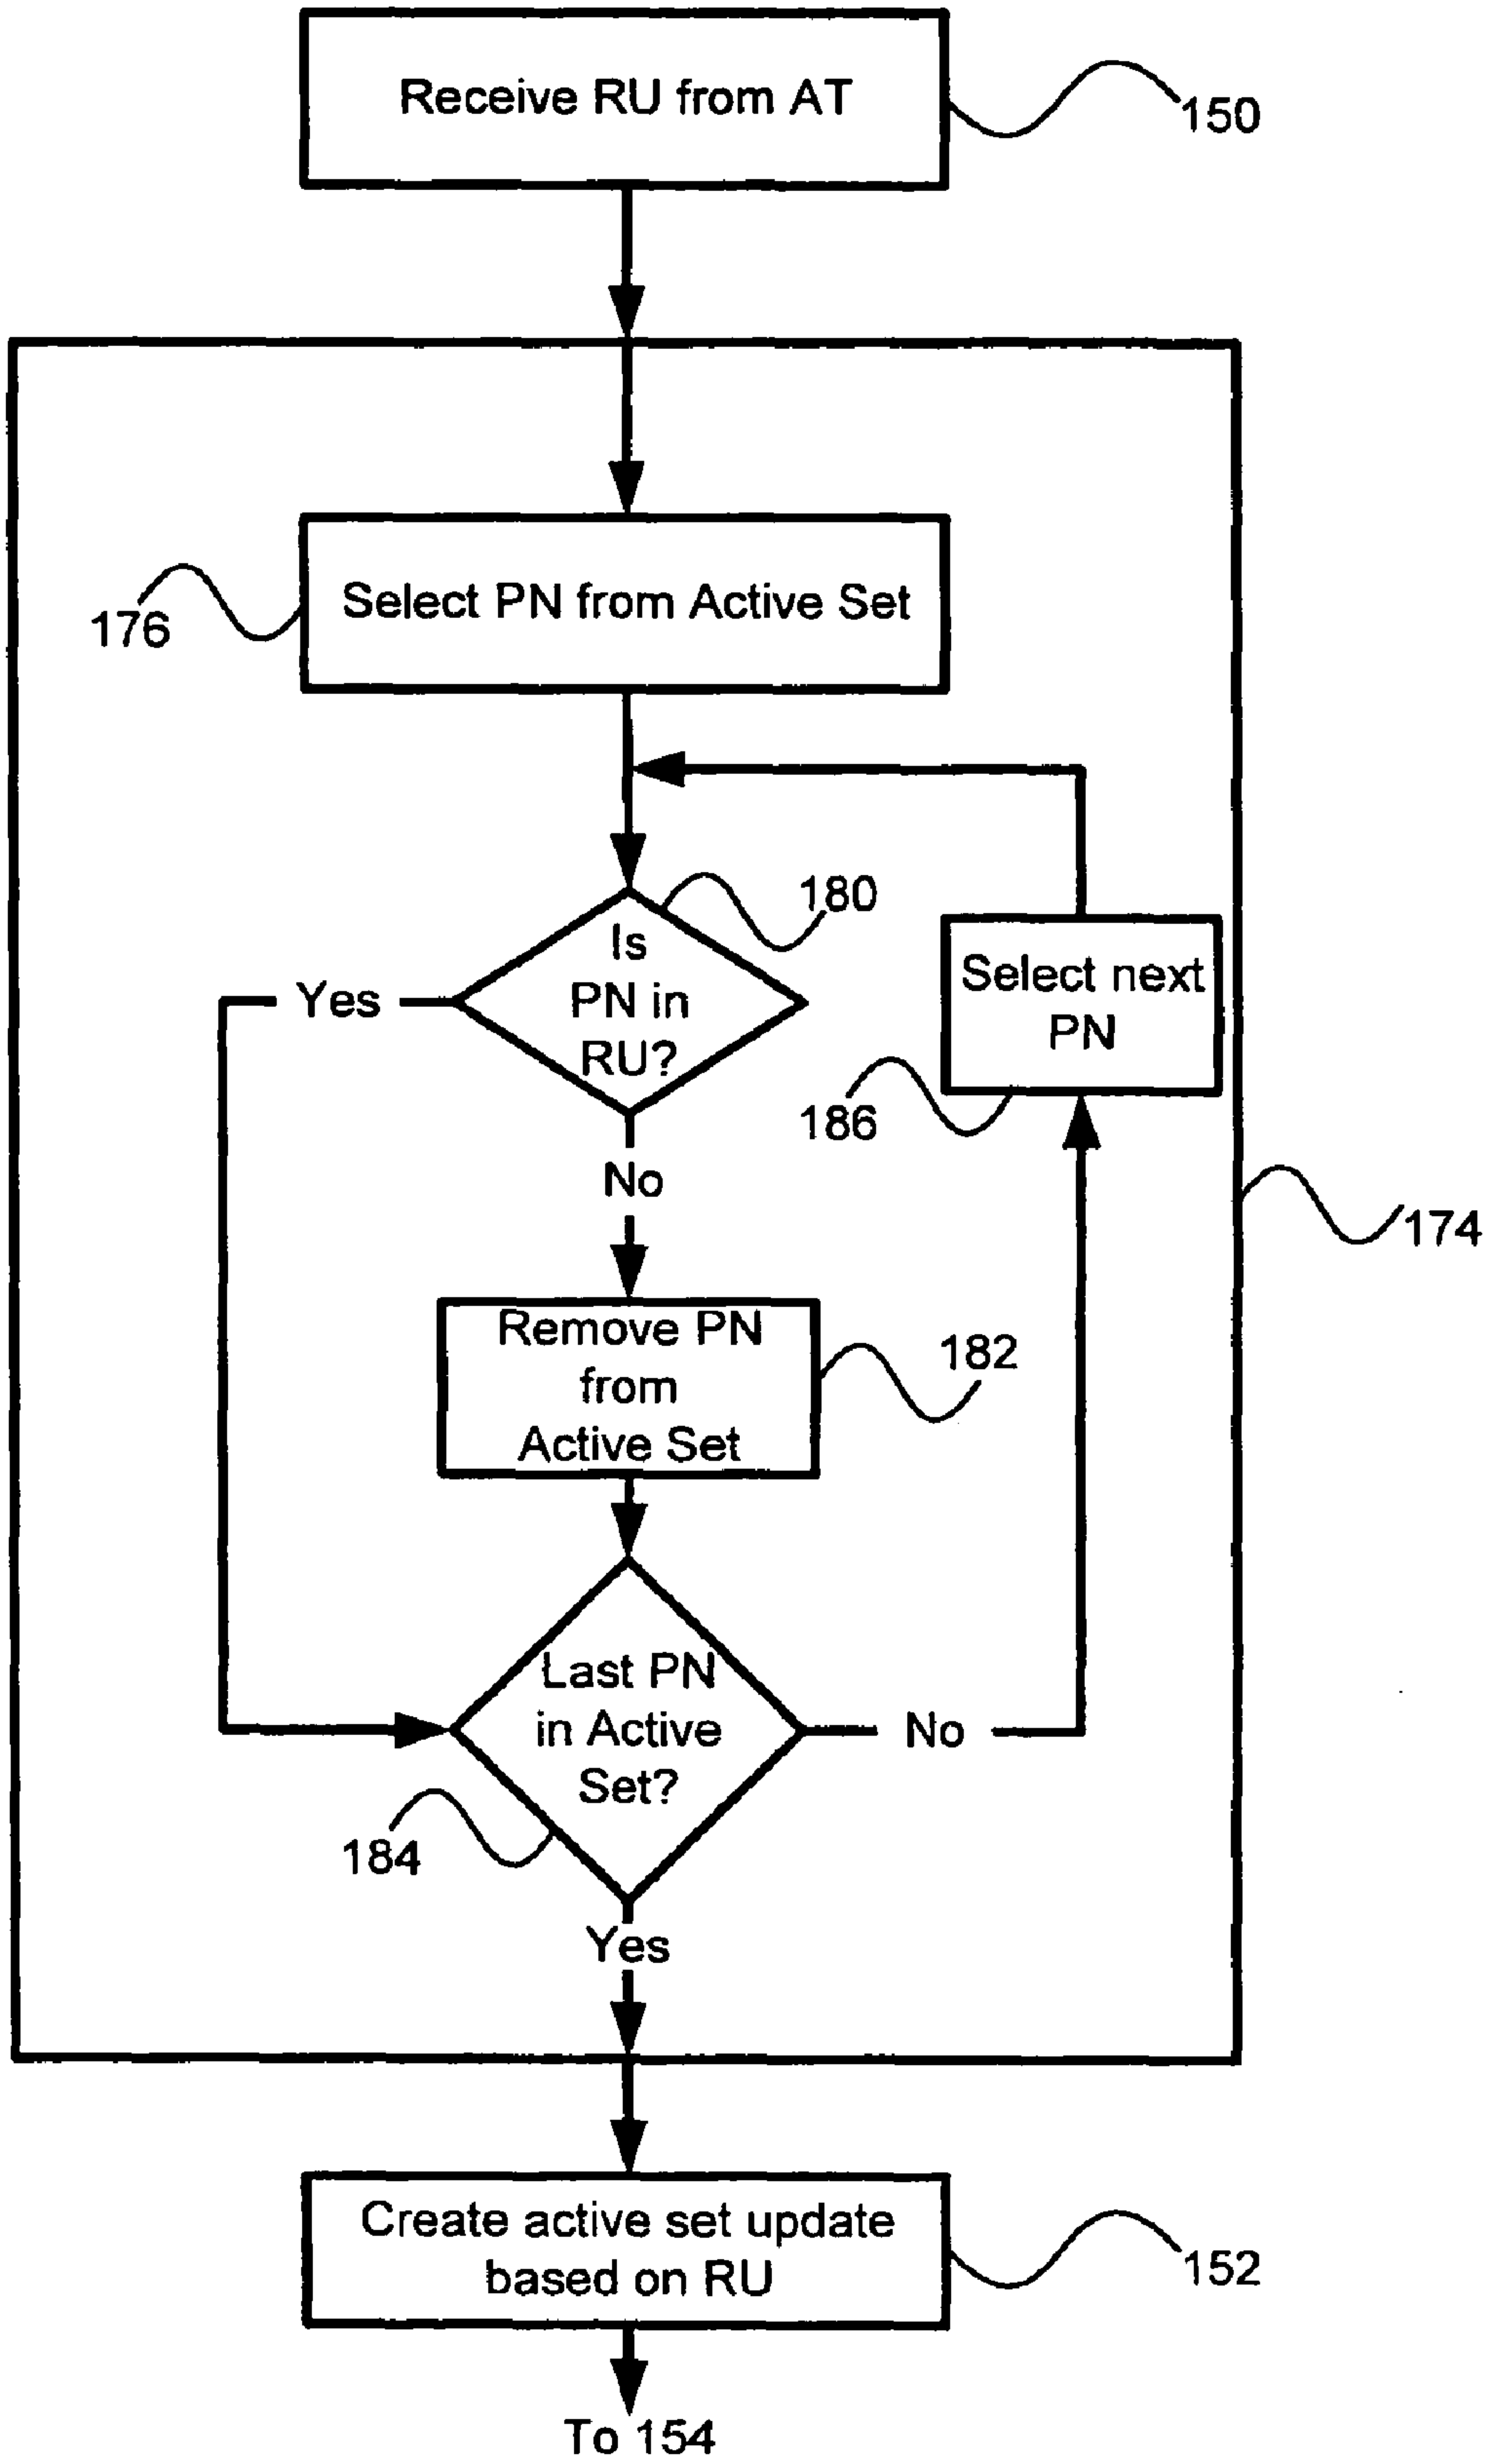 Receive RU from AT
150
Select PN from Active Set
176
180
Is
PN in
RU?
Yes
Select next
PN
186
No
174
Remove PN
from
Active Set
182
Last PN
in Active
Set?
No
184
Yes
Create active set update
based on RU
152
To 154